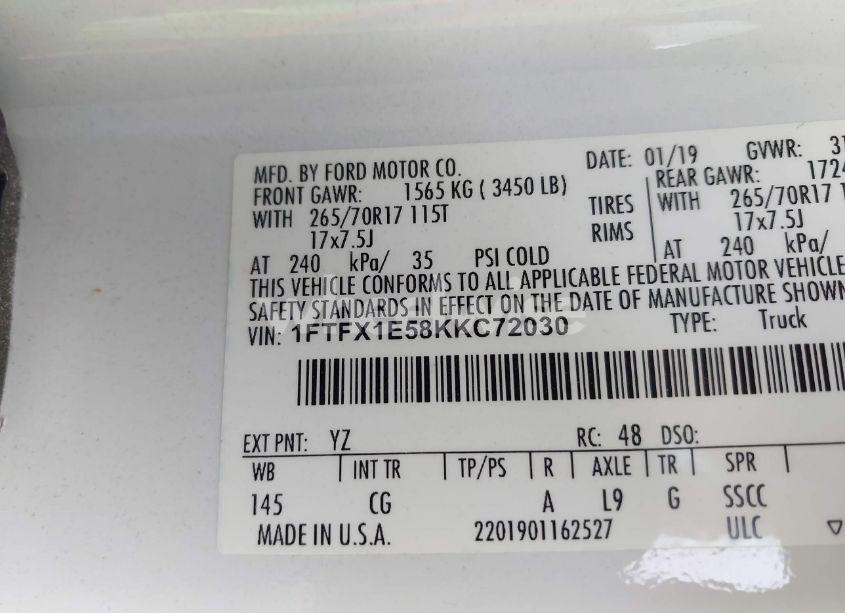 MFD. BY FORD MOTOR CO.
DATE: 01/19 GVWR:
FRONT GAWR: 1565 KG ( 3450 LB)
REAR GAWR: 1724
WITH 265/70R17 115T TIRES
WITH 265/70R17
17x7.5J RIMS
17x7.5J
AT 240 kPa/ 35 PSI COLD
AT 240 kPa/
THIS VEHICLE CONFORMS TO ALL APPLICABLE FEDERAL MOTOR VEHICLE
SAFETY STANDARDS IN EFFECT ON THE DATE OF MANUFACTURE SHOWN
VIN: 1FTFX1E58KKC72030 TYPE: Truck
EXT PNT: YZ RC: 48 DSO:
WB INT TR TP/PS R AXLE TR SPR
145 CG A L9 G SSCC
MADE IN U.S.A. 2201901162527 ULC